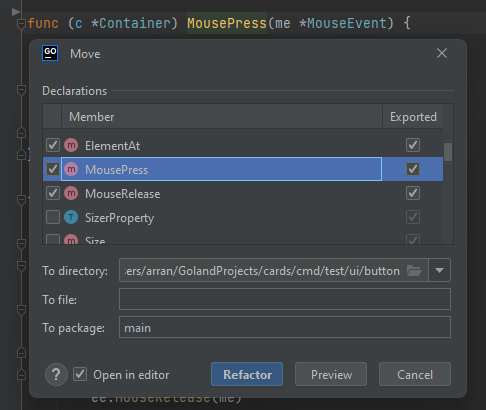 func (c *Container) MousePress(me *MouseEvent) {
GO Move
Declarations
Member Exported
m ElementAt
m MousePress
m MouseRelease
T SizerProperty
m Size
To directory: ers/arran/GolandProjects/cards/cmd/test/ui/button
To file:
To package: main
? Open in editor Refactor Preview Cancel
ee.MouseRelease(me)